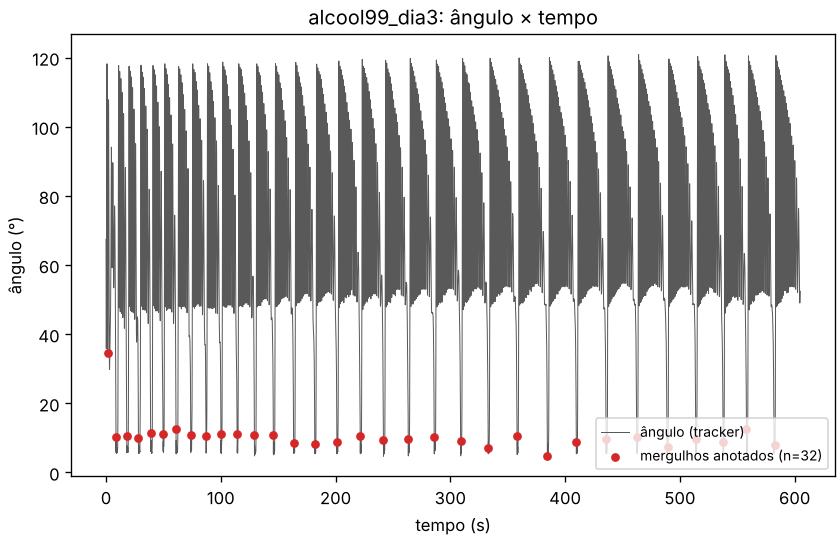 alcool99_dia3: ângulo × tempo
120
100
80
60
40
20
0
ângulo (°)
0
100
200
300
400
500
600
tempo (s)
ângulo (tracker)
mergulhos anotados (n=32)